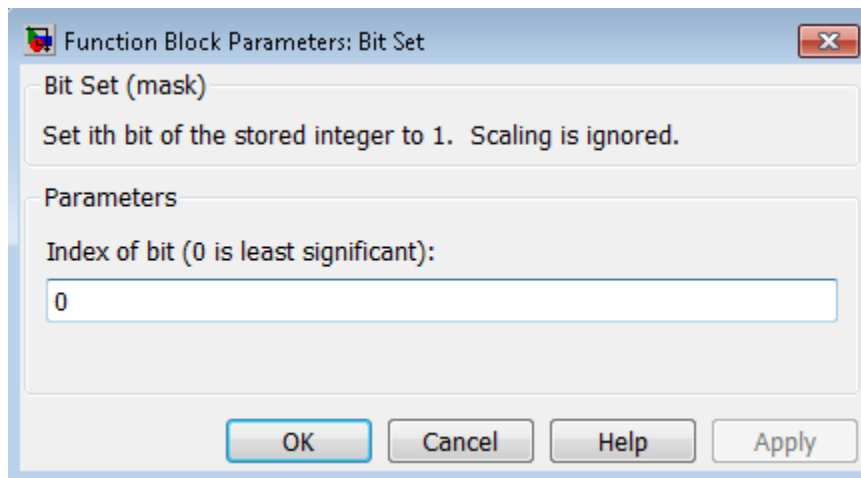 Function Block Parameters: Bit Set
Bit Set (mask)
Set ith bit of the stored integer to 1.  Scaling is ignored.
Parameters
Index of bit (0 is least significant):
0
OK Cancel Help Apply